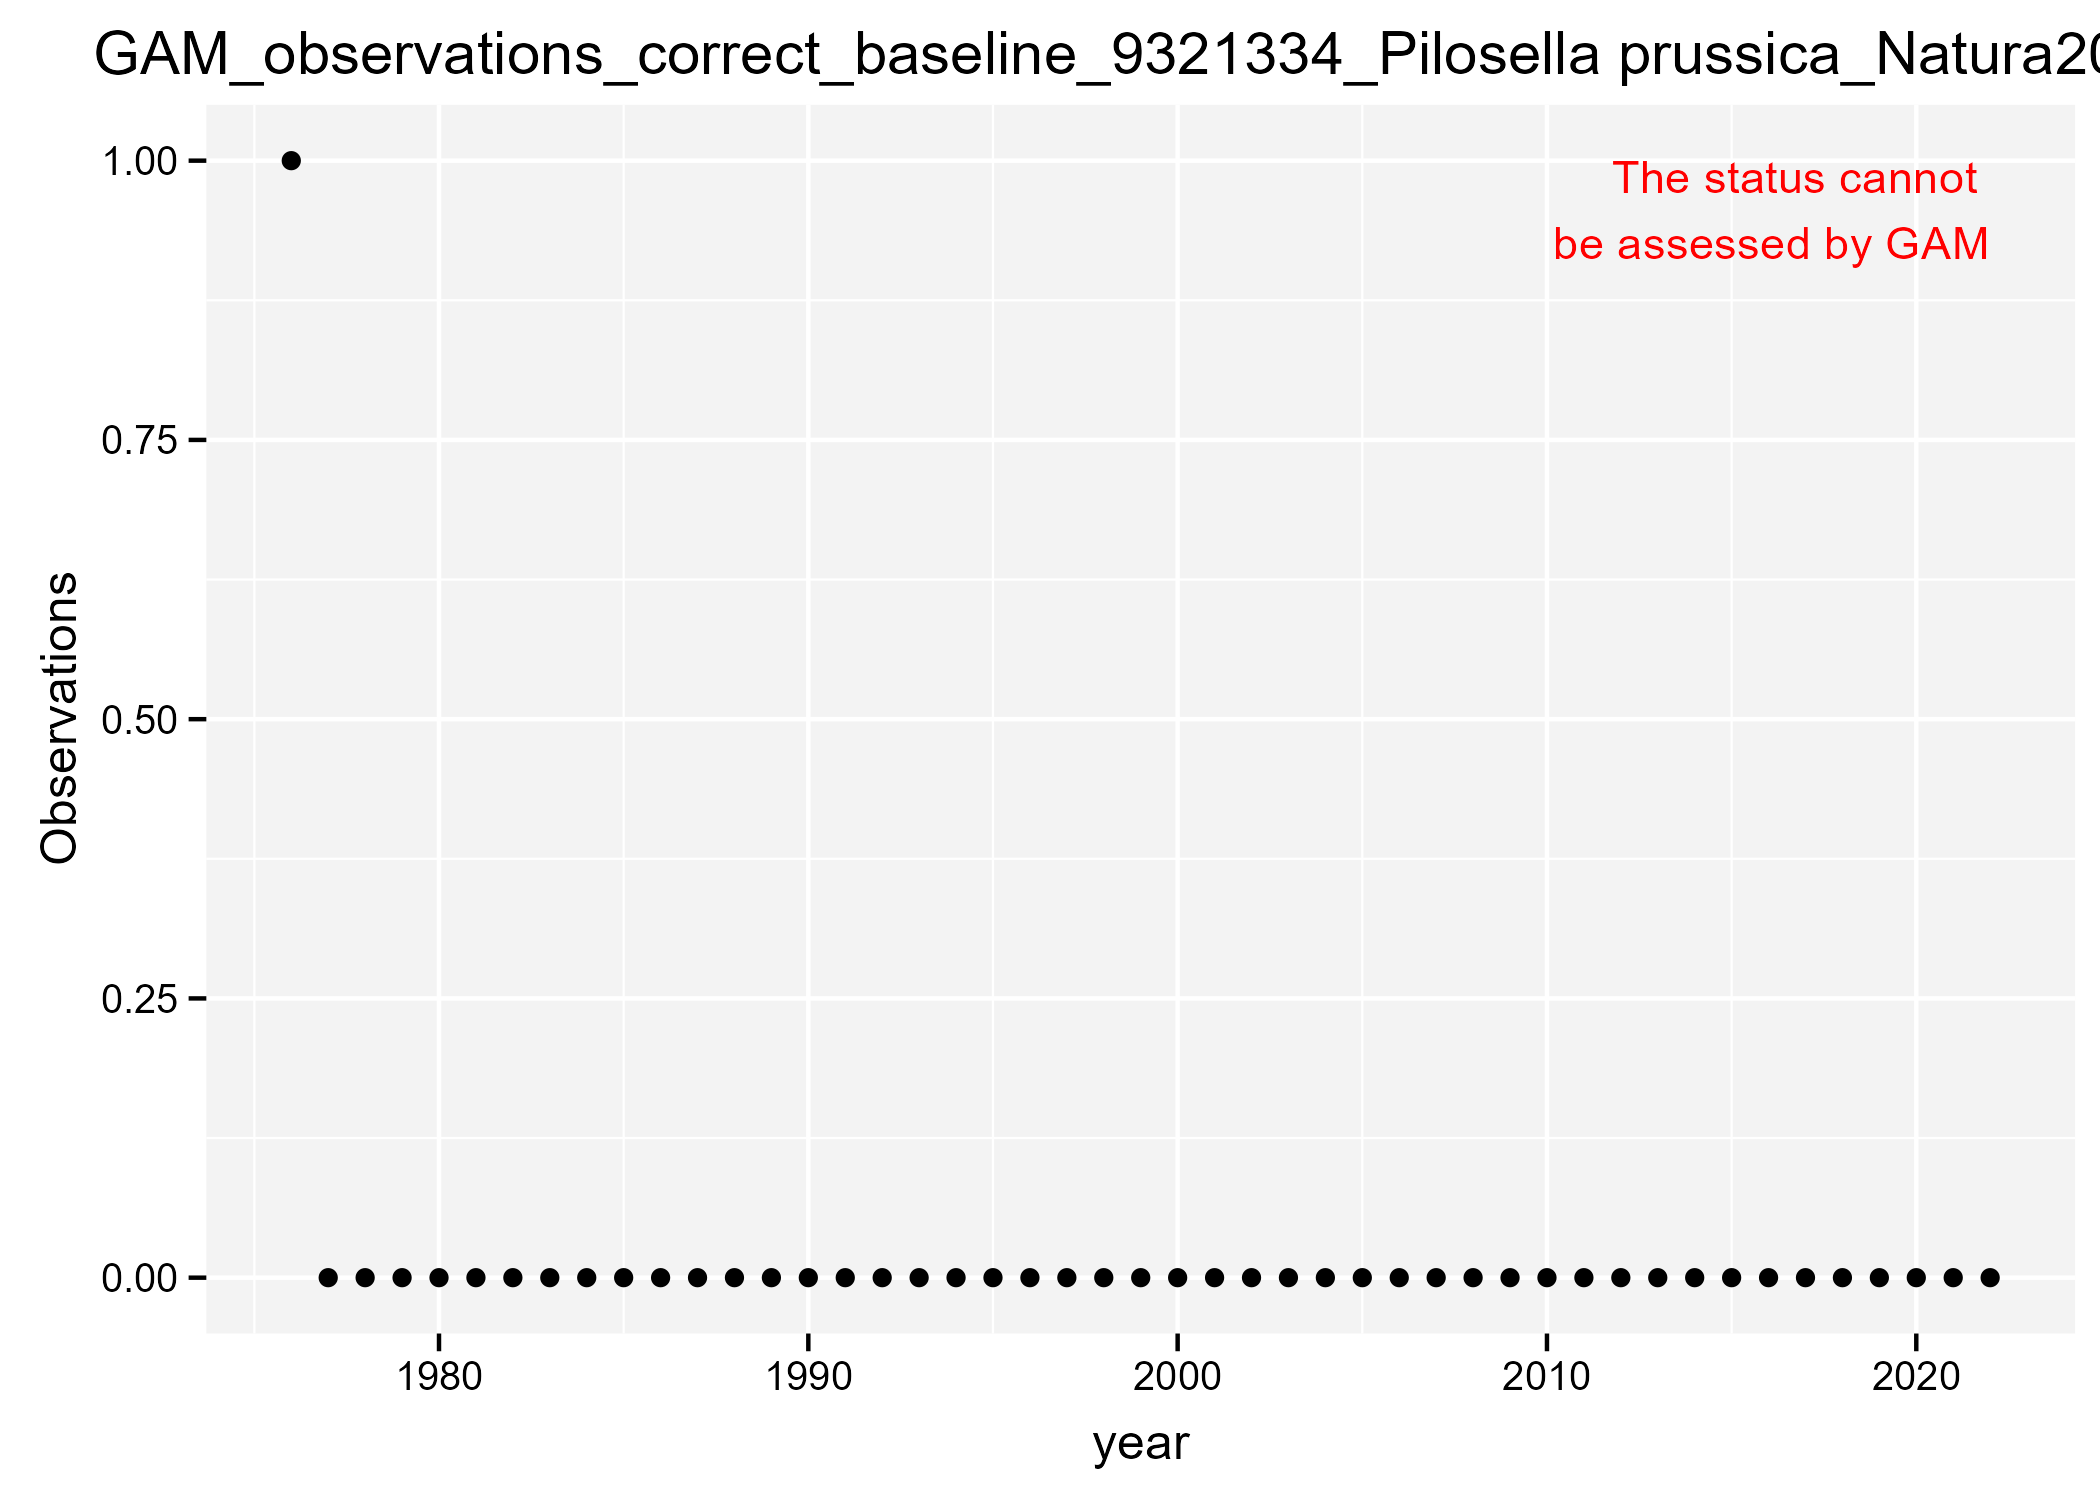 GAM_observations_correct_baseline_9321334_Pilosella prussica_Natura20
The status cannot
be assessed by GAM
Observations
1.00
0.75
0.50
0.25
0.00
1980 1990 2000 2010 2020
year